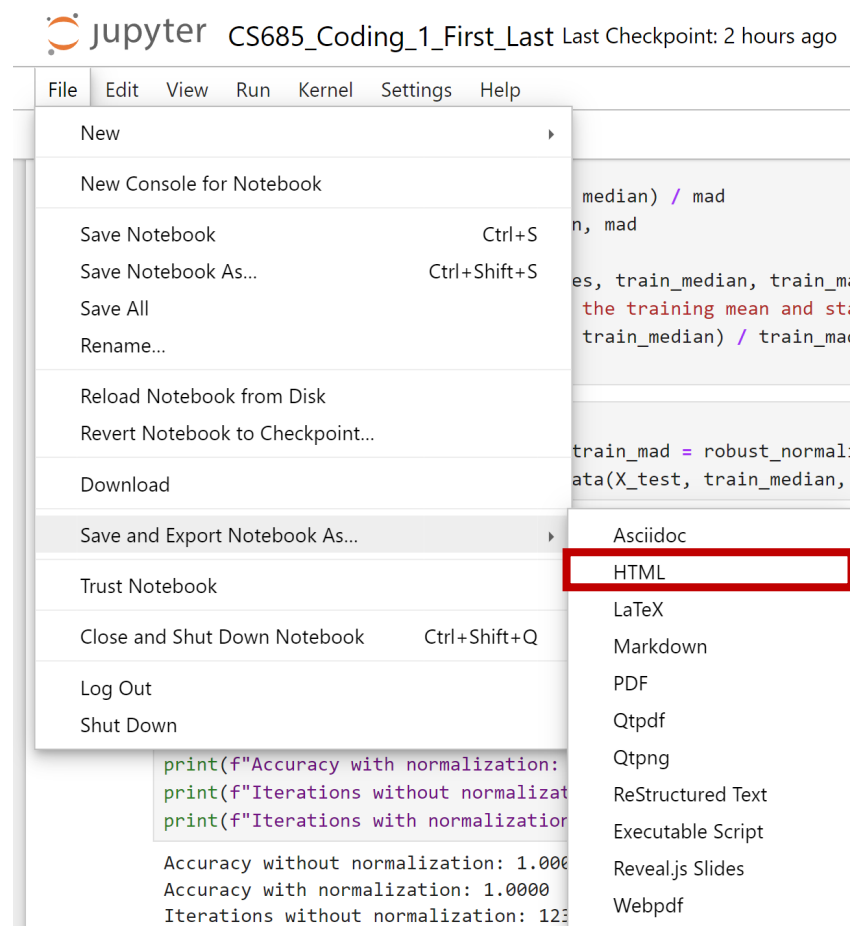 jupyter CS685_Coding_1_First_Last Last Checkpoint: 2 hours ago
File Edit View Run Kernel Settings Help
New
New Console for Notebook
Save Notebook Ctrl+S
Save Notebook As... Ctrl+Shift+S
Save All
Rename...
Reload Notebook from Disk
Revert Notebook to Checkpoint...
Download
Save and Export Notebook As...
Trust Notebook
Close and Shut Down Notebook Ctrl+Shift+Q
Log Out
Shut Down
median) / mad
n, mad
es, train_median, train_ma
the training mean and sta
train_median) / train_mad
train_mad = robust_normal
ata(X_test, train_median,
Asciidoc
HTML
LaTeX
Markdown
PDF
Qtpdf
Qtpng
ReStructured Text
Executable Script
Reveal.js Slides
Webpdf
print(f"Accuracy with normalization:
print(f"Iterations without normalizat
print(f"Iterations with normalization
Accuracy without normalization: 1.000
Accuracy with normalization: 1.0000
Iterations without normalization: 123